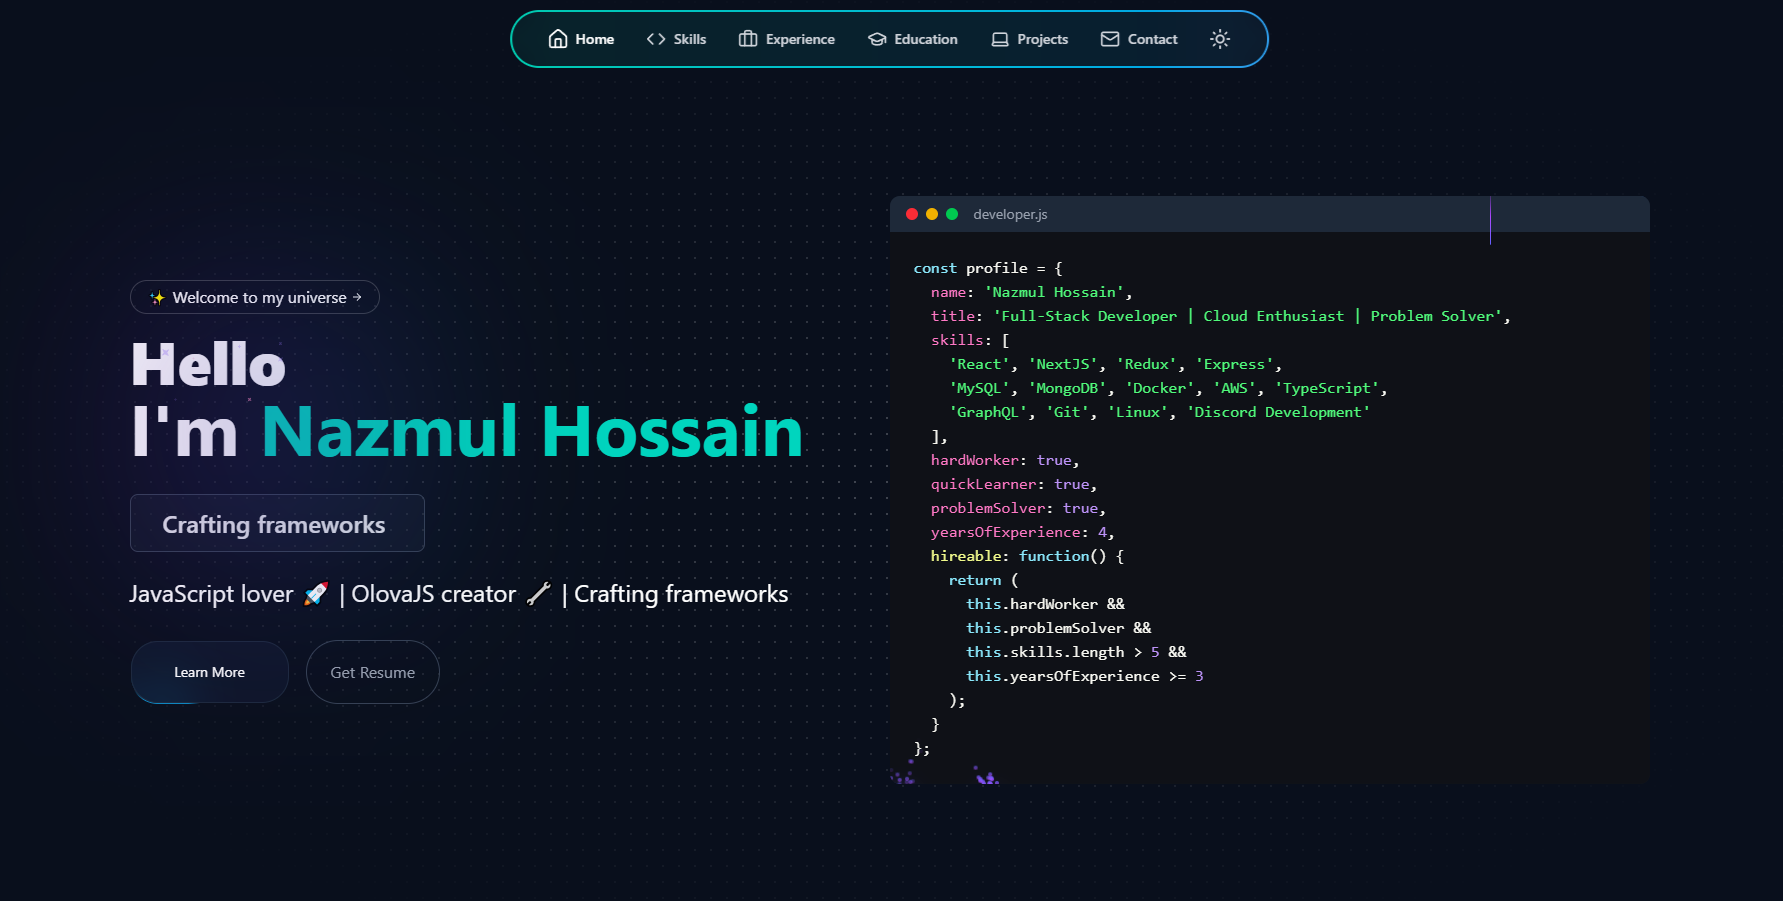 Home Skills Experience Education Projects Contact
✨ Welcome to my universe →
Hello
I'm Nazmul Hossain
Crafting frameworks
JavaScript lover 🚀 | OlovaJS creator 🔧 | Crafting frameworks
Learn More Get Resume
developer.js
const profile = {
  name: 'Nazmul Hossain',
  title: 'Full-Stack Developer | Cloud Enthusiast | Problem Solver',
  skills: [
    'React', 'NextJS', 'Redux', 'Express',
    'MySQL', 'MongoDB', 'Docker', 'AWS', 'TypeScript',
    'GraphQL', 'Git', 'Linux', 'Discord Development'
  ],
  hardWorker: true,
  quickLearner: true,
  problemSolver: true,
  yearsOfExperience: 4,
  hireable: function() {
    return (
      this.hardWorker &&
      this.problemSolver &&
      this.skills.length > 5 &&
      this.yearsOfExperience >= 3
    );
  }
};